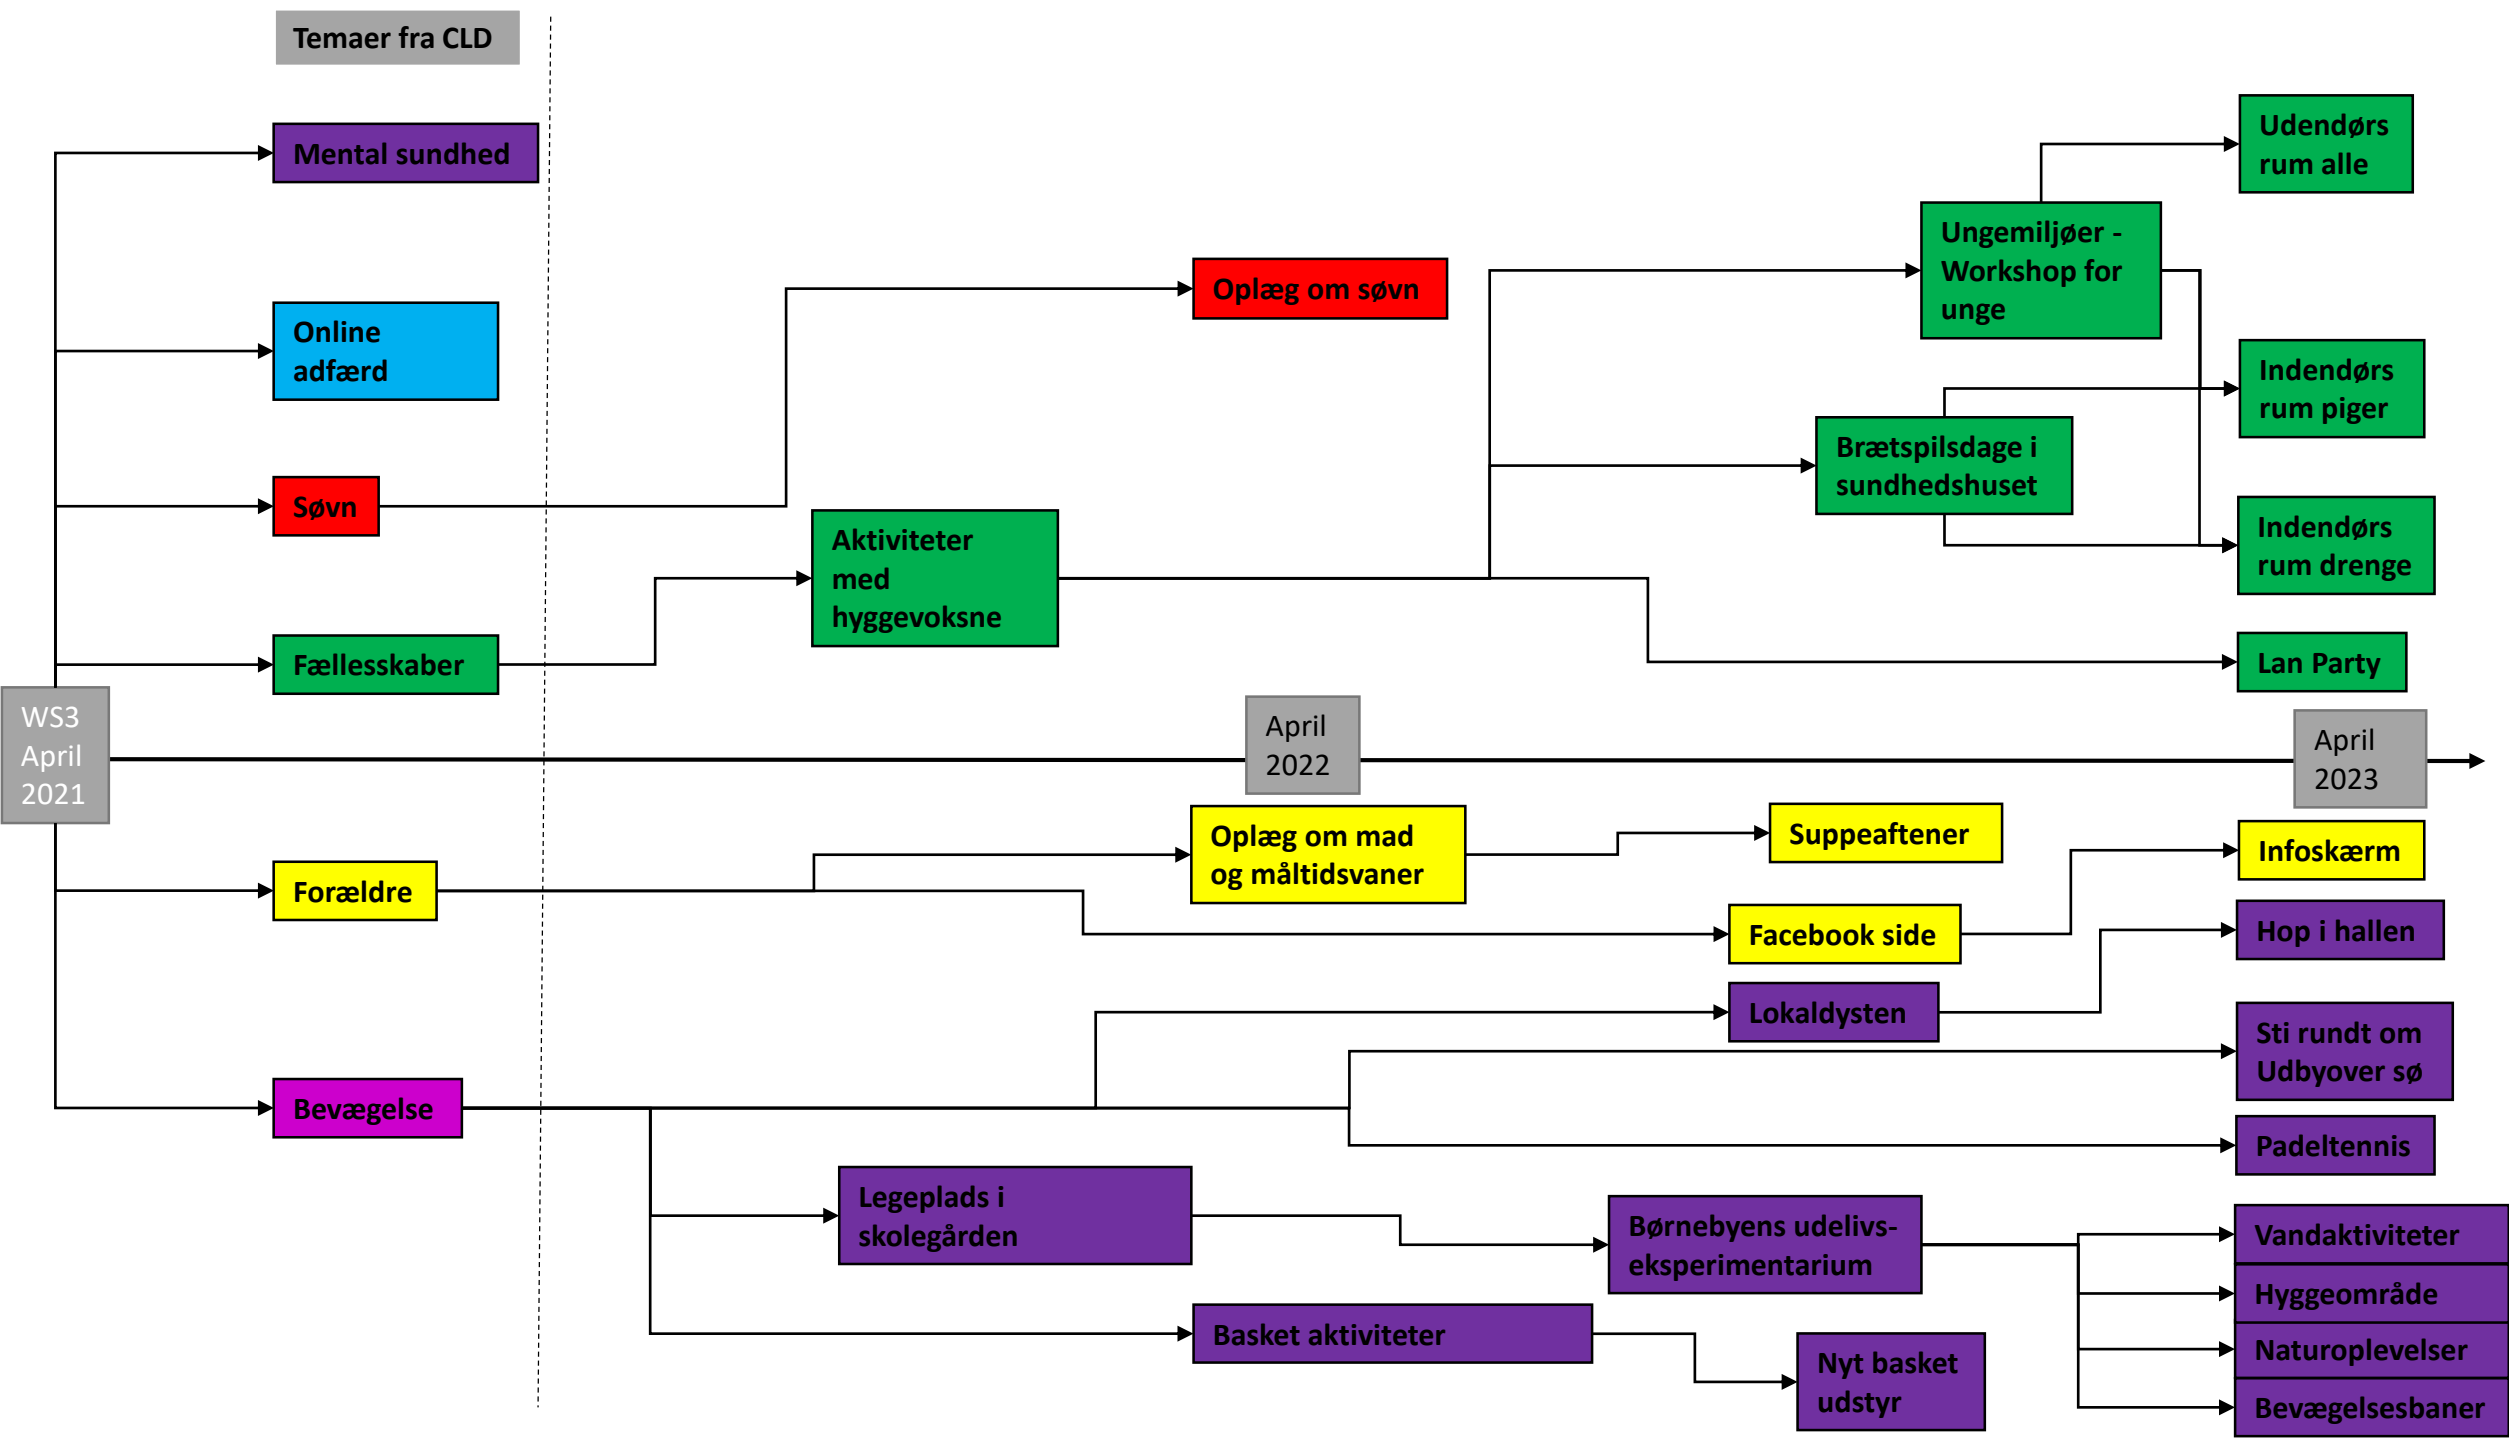 Temaer fra CLD
Mental sundhed
Online
adfærd
Søvn
Fællesskaber
WS3
April
2021
Forældre
Bevægelse
Aktiviteter
med
hyggevoksne
Oplæg om søvn
Ungemiljøer -
Workshop for
unge
Brætspilsdage i
sundhedshuset
Udendørs
rum alle
Indendørs
rum piger
Indendørs
rum drenge
Lan Party
April
2022
April
2023
Oplæg om mad
og måltidsvaner
Suppeaftener
Facebook side
Infoskærm
Lokaldysten
Hop i hallen
Sti rundt om
Udbyover sø
Padeltennis
Legeplads i
skolegården
Børnebyens udelivs-
eksperimentarium
Basket aktiviteter
Nyt basket
udstyr
Vandaktiviteter
Hyggeområde
Naturoplevelser
Bevægelsesbaner